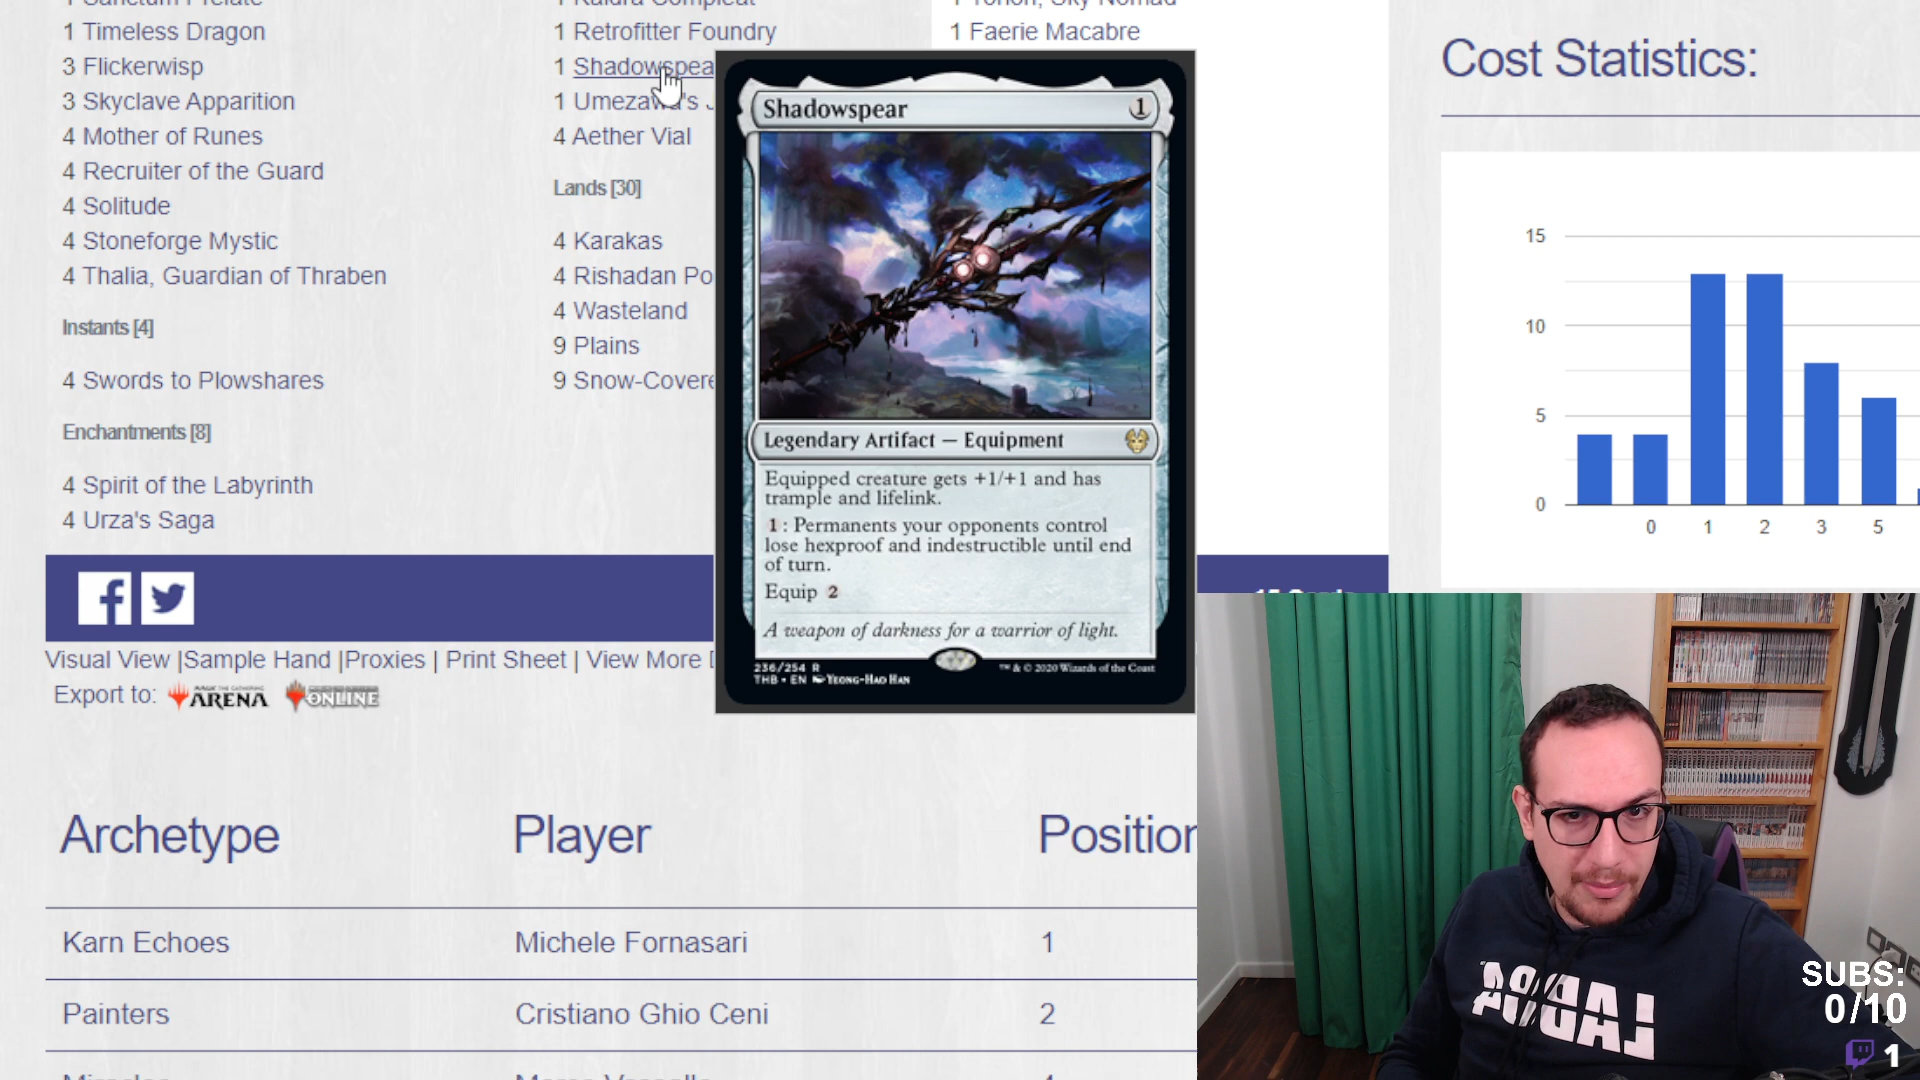 1 Timeless Dragon
3 Flickerwisp
3 Skyclave Apparition
4 Mother of Runes
4 Recruiter of the Guard
4 Solitude
4 Stoneforge Mystic
4 Thalia, Guardian of Thraben
Instants [4]
4 Swords to Plowshares
Enchantments [8]
4 Spirit of the Labyrinth
4 Urza's Saga
1 Retrofitter Foundry
1 Shadowspea
1 Umezawa's
4 Aether Vial
Lands [30]
4 Karakas
4 Rishadan Po
4 Wasteland
9 Plains
9 Snow-Covere
1 Faerie Macabre
Shadowspear 1
Legendary Artifact — Equipment
Equipped creature gets +1/+1 and has
trample and lifelink.
1: Permanents your opponents control
lose hexproof and indestructible until end
of turn.
Equip 2
A weapon of darkness for a warrior of light.
236/254 R
THB • EN Yeong-Hao Han
™ & © 2020 Wizards of the Coast
Cost Statistics:
15
10
5
0
0 1 2 3 5
Visual View |Sample Hand |Proxies | Print Sheet | View More
Export to: MAGIC THE GATHERING ARENA ONLINE
Archetype Player Position
Karn Echoes Michele Fornasari 1
Painters Cristiano Ghio Ceni 2
SUBS:
0/10
1